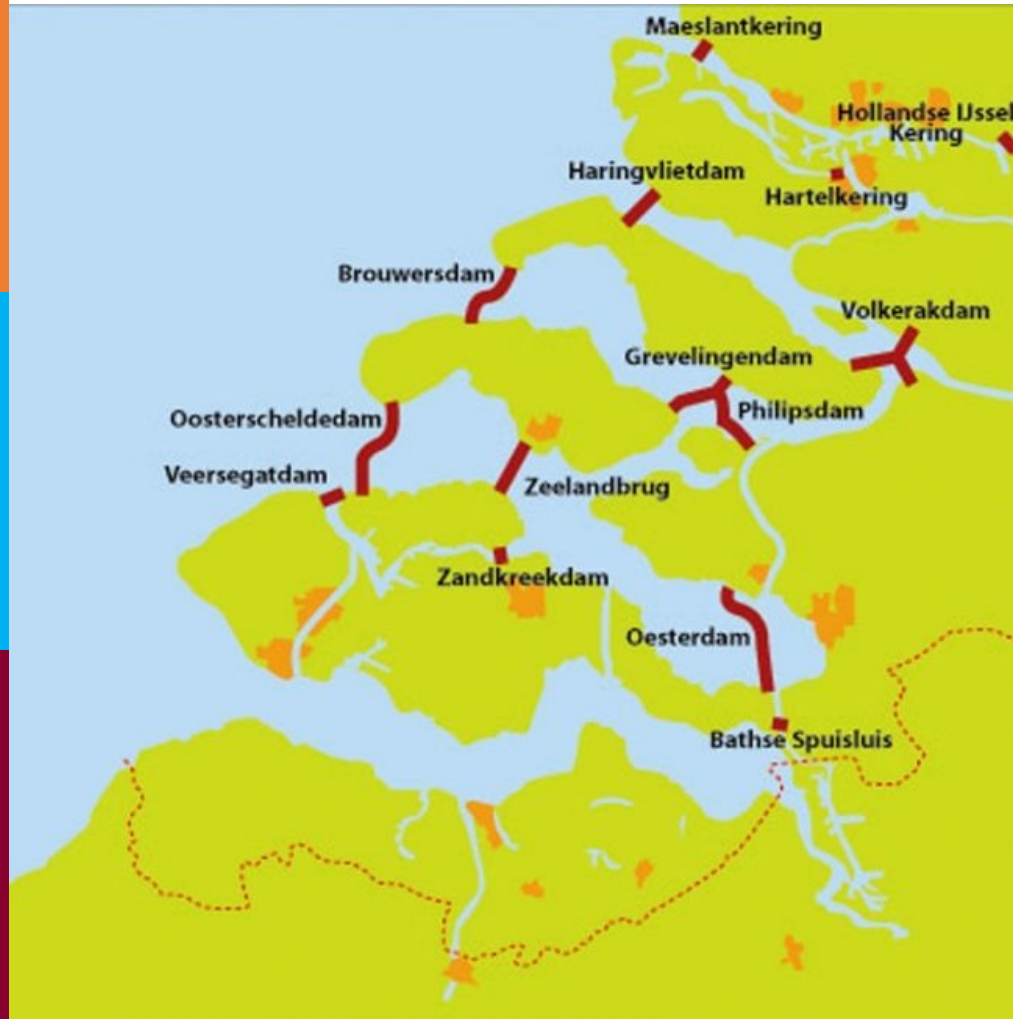 Maeslantkering
Hollandse IJssel
Kering
Haringvlietdam
Hartelkering
Brouwersdam
Volkerakdam
Grevelingendam
Philipsdam
Oosterscheldedam
Veersegatdam
Zeelandbrug
Zandkreekdam
Oesterdam
Bathse Spuisluis